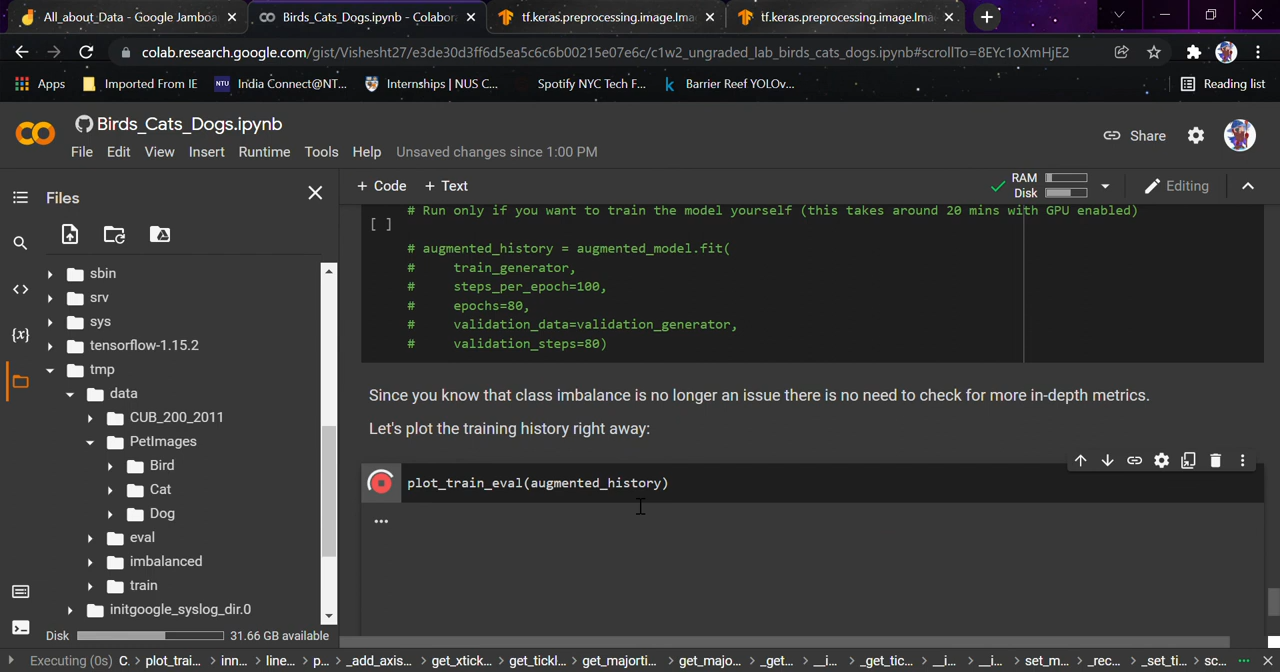 All_about_Data - Google Jamboa
Birds_Cats_Dogs.ipynb - Colabor
tf.keras.preprocessing.image.Ima
tf.keras.preprocessing.image.Ima
colab.research.google.com/gist/Vishesht27/e3de30d3ff6d5ea5c6c6b00215e07e6c/c1w2_ungraded_lab_birds_cats_dogs.ipynb#scrollTo=8EYc1oXmHjE2
Apps
Imported From IE
NTU
India Connect@NT...
Internships | NUS C...
Spotify NYC Tech F...
k
Barrier Reef YOLOv...
Reading list
Birds_Cats_Dogs.ipynb
Share
File Edit View Insert Runtime Tools Help Unsaved changes since 1:00 PM
Files
+ Code + Text
RAM
Disk
Editing
sbin
srv
sys
tensorflow-1.15.2
tmp
data
CUB_200_2011
PetImages
Bird
Cat
Dog
eval
imbalanced
train
initgoogle_syslog_dir.0
Disk 31.66 GB available
# Run only if you want to train the model yourself (this takes around 20 mins with GPU enabled)
[ ]
# augmented_history = augmented_model.fit(
#     train_generator,
#     steps_per_epoch=100,
#     epochs=80,
#     validation_data=validation_generator,
#     validation_steps=80)
Since you know that class imbalance is no longer an issue there is no need to check for more in-depth metrics.
Let's plot the training history right away:
plot_train_eval(augmented_history)
...
Executing (0s) C. > plot_trai... > inn... > line... > p... > _add_axis... > get_xtick... > get_tickl... > get_majorti... > get_majo... > _get... > __i... > _get_tic... > __i... > __i... > set_m... > _rec... > _set_ti... > sc... ...